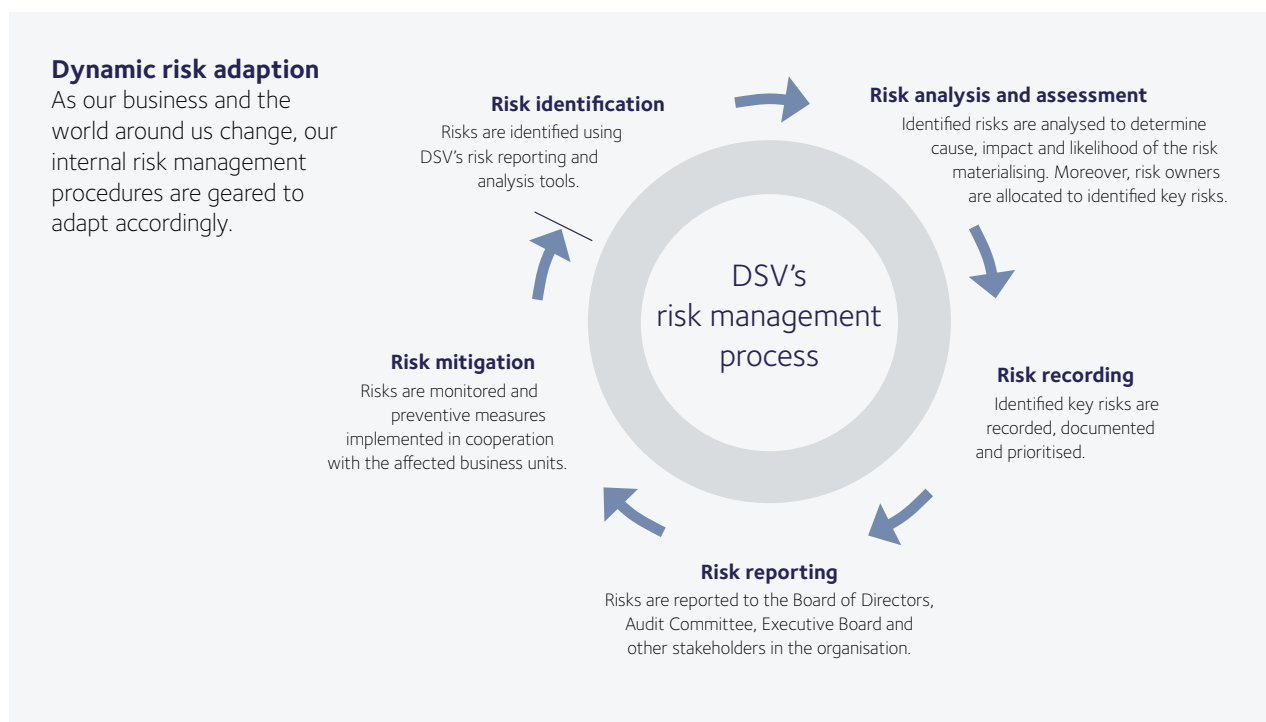 Dynamic risk adaption
As our business and the
world around us change, our
internal risk management
procedures are geared to
adapt accordingly.
Risk identification
Risks are identified using
DSV's risk reporting and
analysis tools.
Risk analysis and assessment
Identified risks are analysed to determine
cause, impact and likelihood of the risk
materialising. Moreover, risk owners
are allocated to identified key risks.
DSV's
risk management
process
Risk recording
Identified key risks are
recorded, documented
and prioritised.
Risk reporting
Risks are reported to the Board of Directors,
Audit Committee, Executive Board and
other stakeholders in the organisation.
Risk mitigation
Risks are monitored and
preventive measures
implemented in cooperation
with the affected business units.